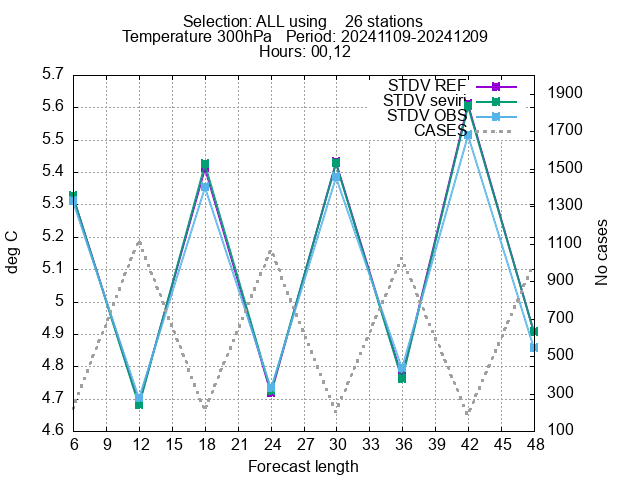 Selection: ALL using    26 stations
Temperature 300hPa   Period: 20241109-20241209
Hours: 00,12
STDV REF
STDV seviri
STDV OBS
CASES
deg C
5.7
5.6
5.5
5.4
5.3
5.2
5.1
5
4.9
4.8
4.7
4.6
1900
1700
1500
1300
1100
900
700
500
300
100
No cases
6 9 12 15 18 21 24 27 30 33 36 39 42 45 48
Forecast length